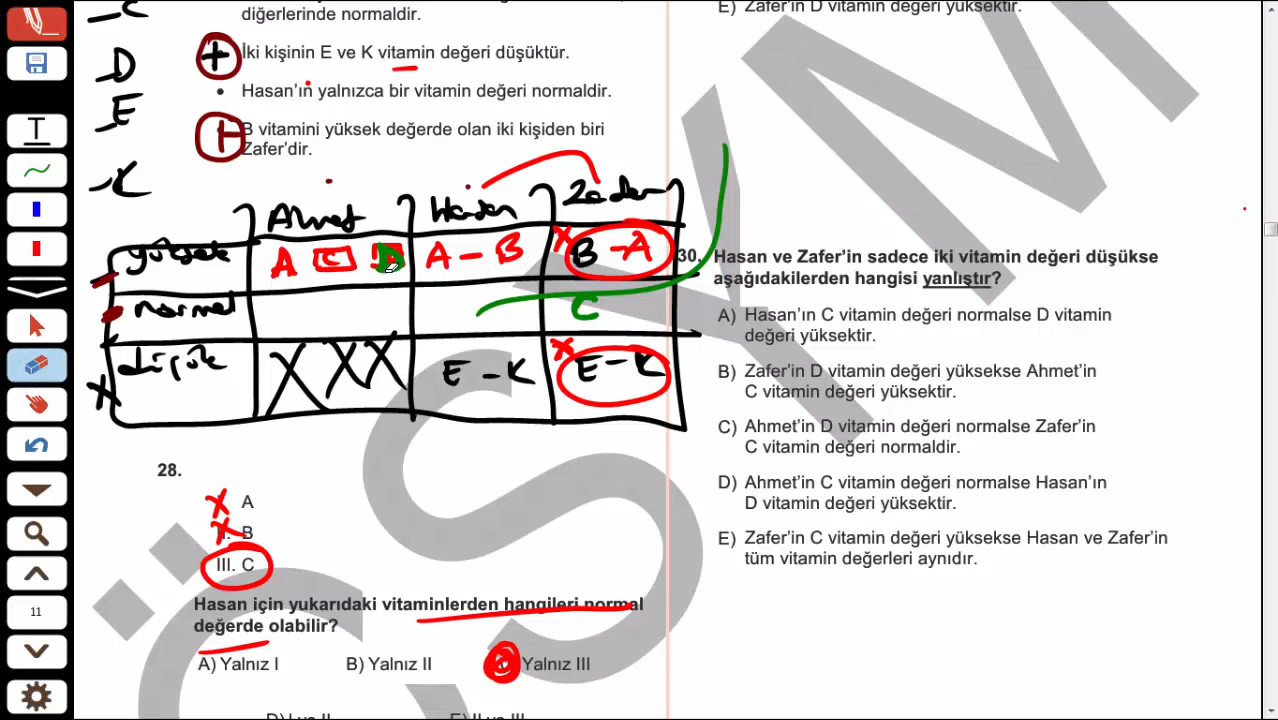 C
diğerlerinde normaldir.
D
+ İki kişinin E ve K vitamin değeri düşüktür.
E
• Hasan'ın yalnızca bir vitamin değeri normaldir.
B vitamini yüksek değerde olan iki kişiden biri
Zafer'dir.
K
Ahmet Hasan Zafer
yüksek A C D A – B B – A
normal C
düşük X X X E – K E – K
28.
A
II. B
III. C
Hasan için yukarıdaki vitaminlerden hangileri normal
değerde olabilir?
A) Yalnız I B) Yalnız II Yalnız III
T
11
E) Zafer'in D vitamin değeri yüksektir.
30. Hasan ve Zafer'in sadece iki vitamin değeri düşükse
aşağıdakilerden hangisi yanlıştır?
A) Hasan'ın C vitamin değeri normalse D vitamin
değeri yüksektir.
B) Zafer'in D vitamin değeri yüksekse Ahmet'in
C vitamin değeri yüksektir.
C) Ahmet'in D vitamin değeri normalse Zafer'in
C vitamin değeri normaldir.
D) Ahmet'in C vitamin değeri normalse Hasan'ın
D vitamin değeri yüksektir.
E) Zafer'in C vitamin değeri yüksekse Hasan ve Zafer'in
tüm vitamin değerleri aynıdır.
ÖSYM